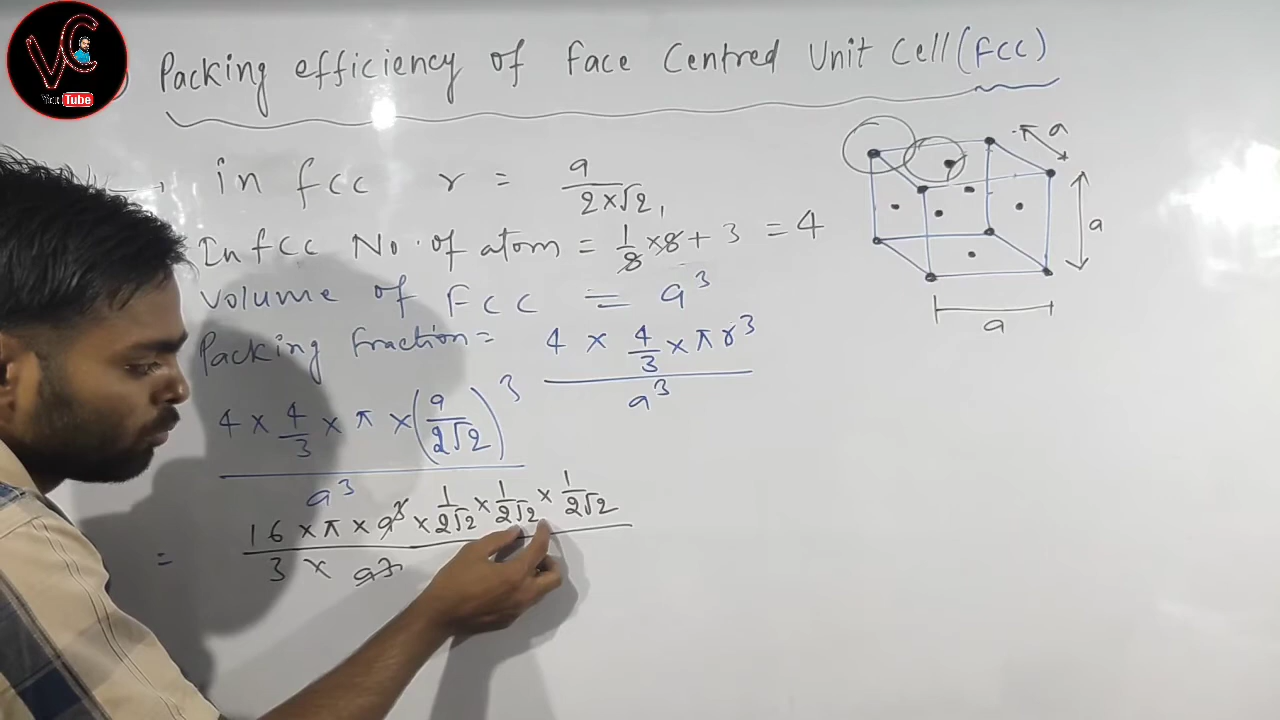 VC
YouTube
Packing efficiency of Face Centred Unit Cell (FCC)
in fcc r = a/2×√2,
In fcc No. of atom = 1/8 × 8 + 3 = 4
Volume of FCC = a³
Packing fraction = 4 × 4/3 × π r³ / a³
4 × 4/3 × π × (a/2√2)³ / a³
= 16 × π × a³ × 1/2√2 × 1/2√2 × 1/2√2 / 3 × a³
a
a
a